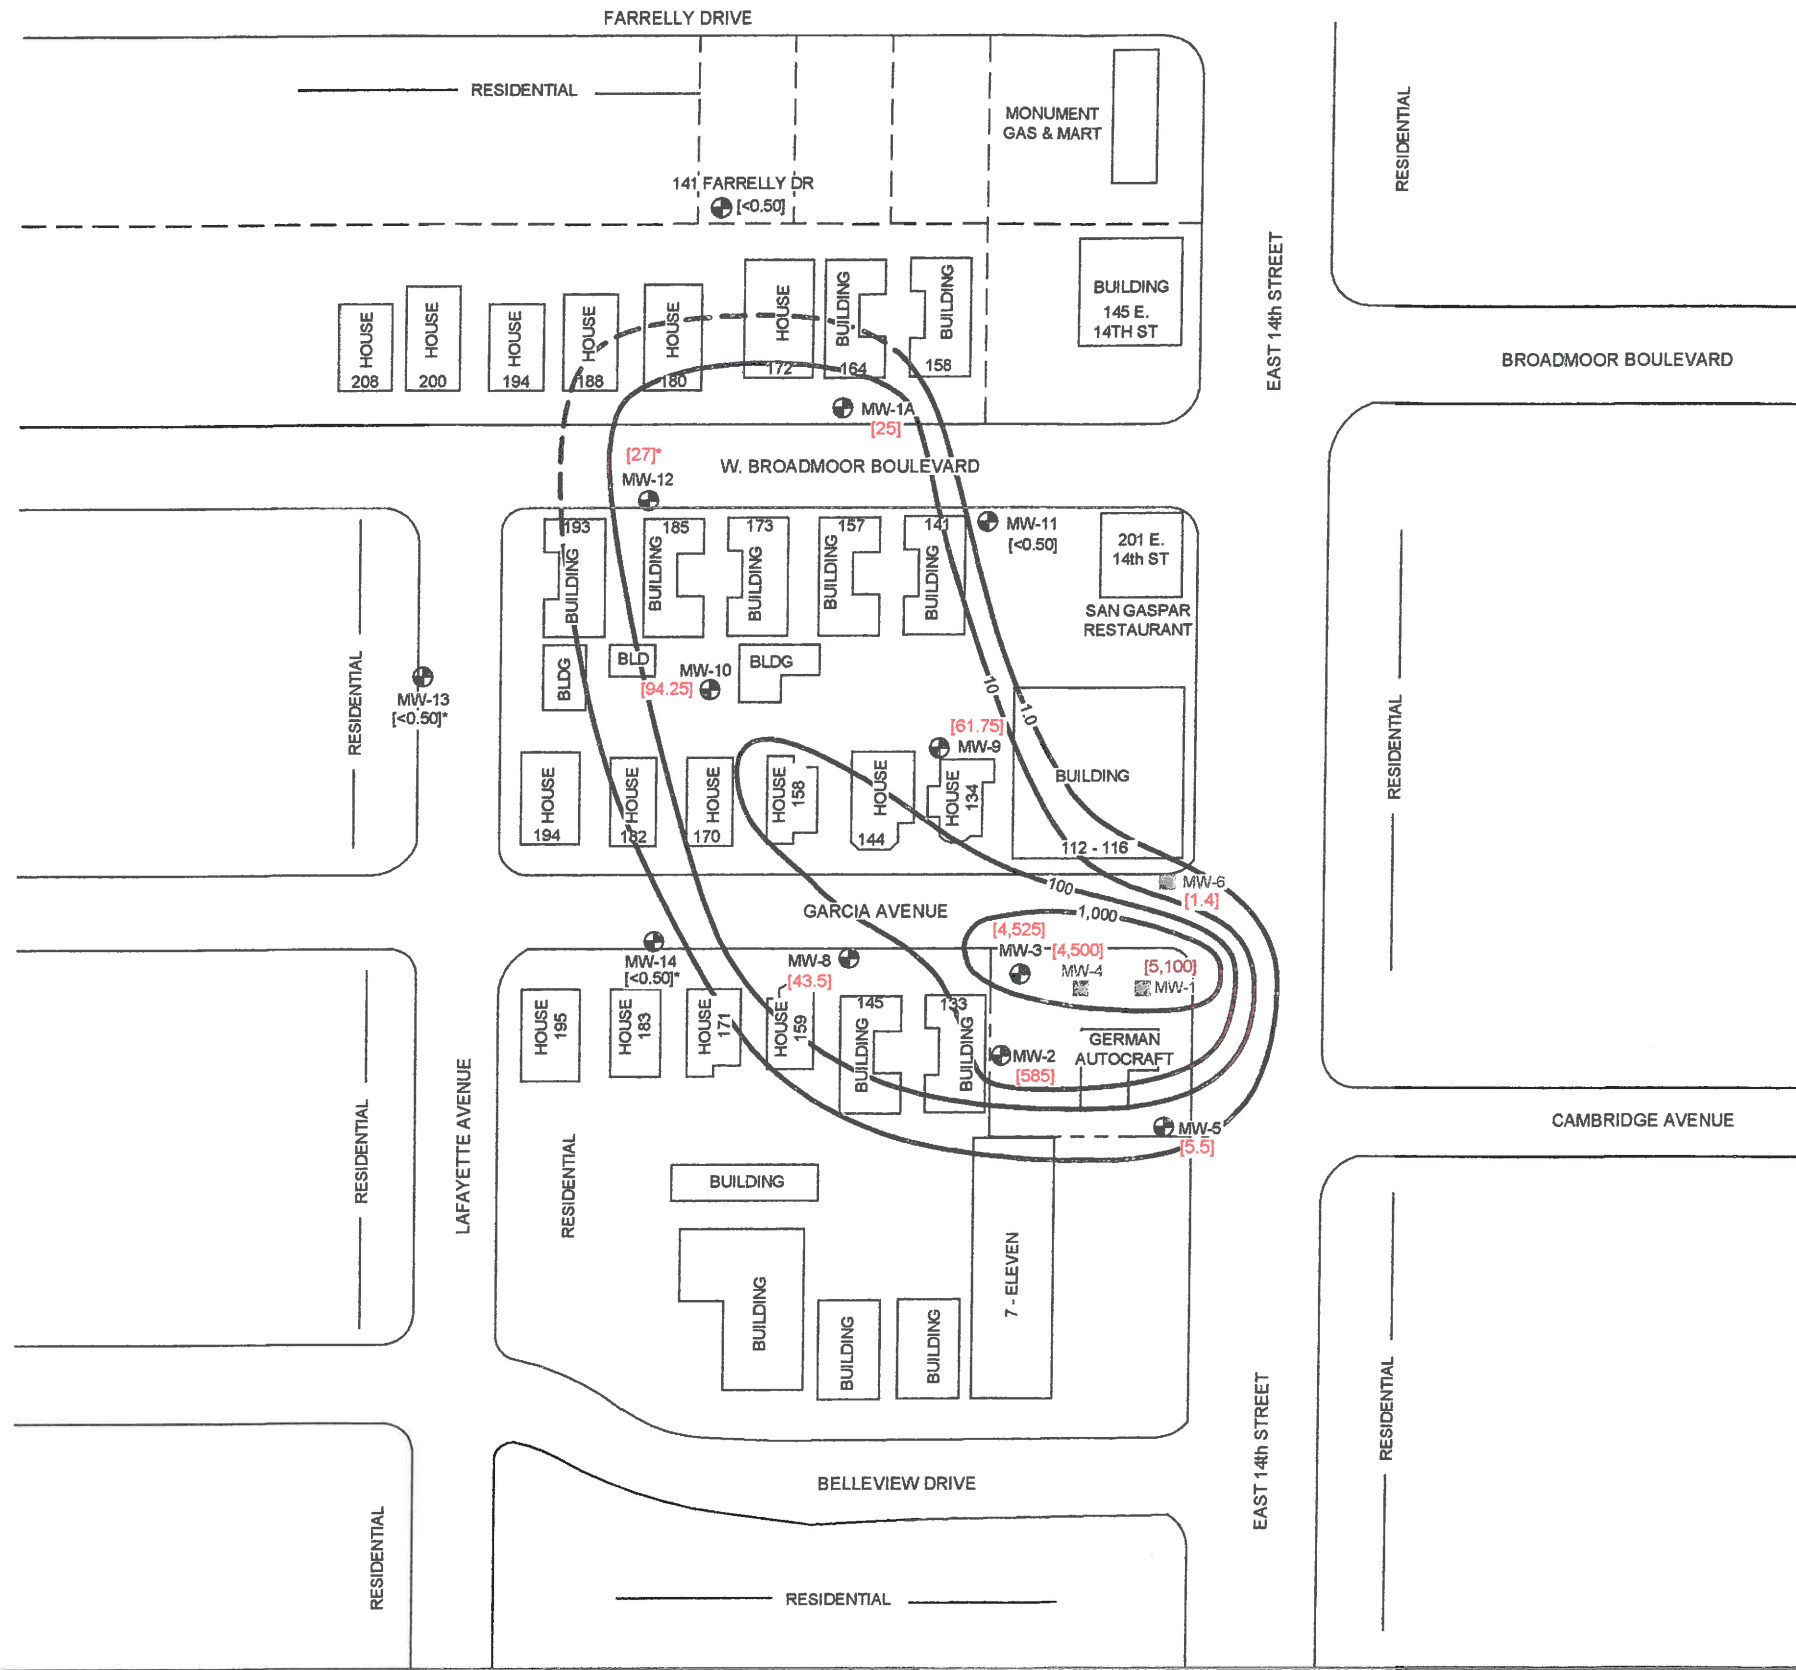 FARRELLY DRIVE
RESIDENTIAL
MONUMENT
GAS & MART
RESIDENTIAL
141 FARRELLY DR
[<0.50]
EAST 14th STREET
BUILDING
145 E.
14TH ST
BROADMOOR BOULEVARD
HOUSE
208
HOUSE
200
HOUSE
194
HOUSE
188
HOUSE
180
HOUSE
172
BUILDING
164
BUILDING
158
MW-1A
[25]
[27]*
MW-12
W. BROADMOOR BOULEVARD
193
BUILDING
185
BUILDING
173
BUILDING
157
BUILDING
141
BUILDING
MW-11
[<0.50]
201 E.
14th ST
SAN GASPAR
RESTAURANT
RESIDENTIAL
MW-13
[<0.50]*
BLDG
BLD
MW-10
[94.25]
BLDG
10
1.0
[61.75]
MW-9
BUILDING
112 - 116
RESIDENTIAL
HOUSE
194
HOUSE
182
HOUSE
170
HOUSE
158
HOUSE
144
HOUSE
134
100
MW-6
[1.4]
GARCIA AVENUE
1,000
[4,525]
MW-3
[4,500]
MW-4
[5,100]
MW-1
MW-14
[<0.50]*
MW-8
[43.5]
HOUSE
195
HOUSE
183
HOUSE
171
HOUSE
159
145
BUILDING
133
BUILDING
MW-2
[585]
GERMAN
AUTOCRAFT
MW-5
[5.5]
CAMBRIDGE AVENUE
RESIDENTIAL
LAFAYETTE AVENUE
RESIDENTIAL
BUILDING
BUILDING
BUILDING
BUILDING
7 - ELEVEN
EAST 14th STREET
RESIDENTIAL
BELLEVIEW DRIVE
RESIDENTIAL
RESIDENTIAL